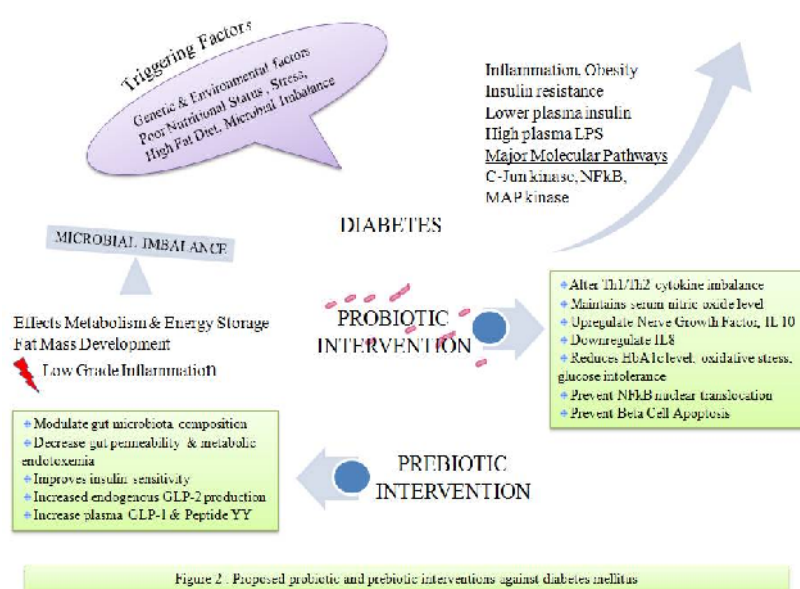 Triggering Factors
Genetic & Environmental factors
Poor Nutritional Status , Stress,
High Fat Diet, Microbial Imbalance
Inflammation, Obesity
Insulin resistance
Lower plasma insulin
High plasma LPS
Major Molecular Pathways
C-Jun kinase, NFkB,
MAP kinase
DIABETES
MICROBIAL IMBALANCE
Effects Metabolism & Energy Storage
Fat Mass Development
Low Grade Inflammation
PROBIOTIC
INTERVENTION
Alter Th1/Th2 cytokine imbalance
Maintains serum nitric oxide level
Upregulate Nerve Growth Factor, IL 10
Downregulate IL8
Reduces HbA1c level, oxidative stress,
glucose intolerance
Prevent NFkB nuclear translocation
Prevent Beta Cell Apoptosis
Modulate gut microbiota composition
Decrease gut permeability & metabolic
endotoxemia
Improves insulin sensitivity
Increased endogenous GLP-2 production
Increase plasma GLP-1 & Peptide YY
PREBIOTIC
INTERVENTION
Figure 2 : Proposed probiotic and prebiotic interventions against diabetes mellitus